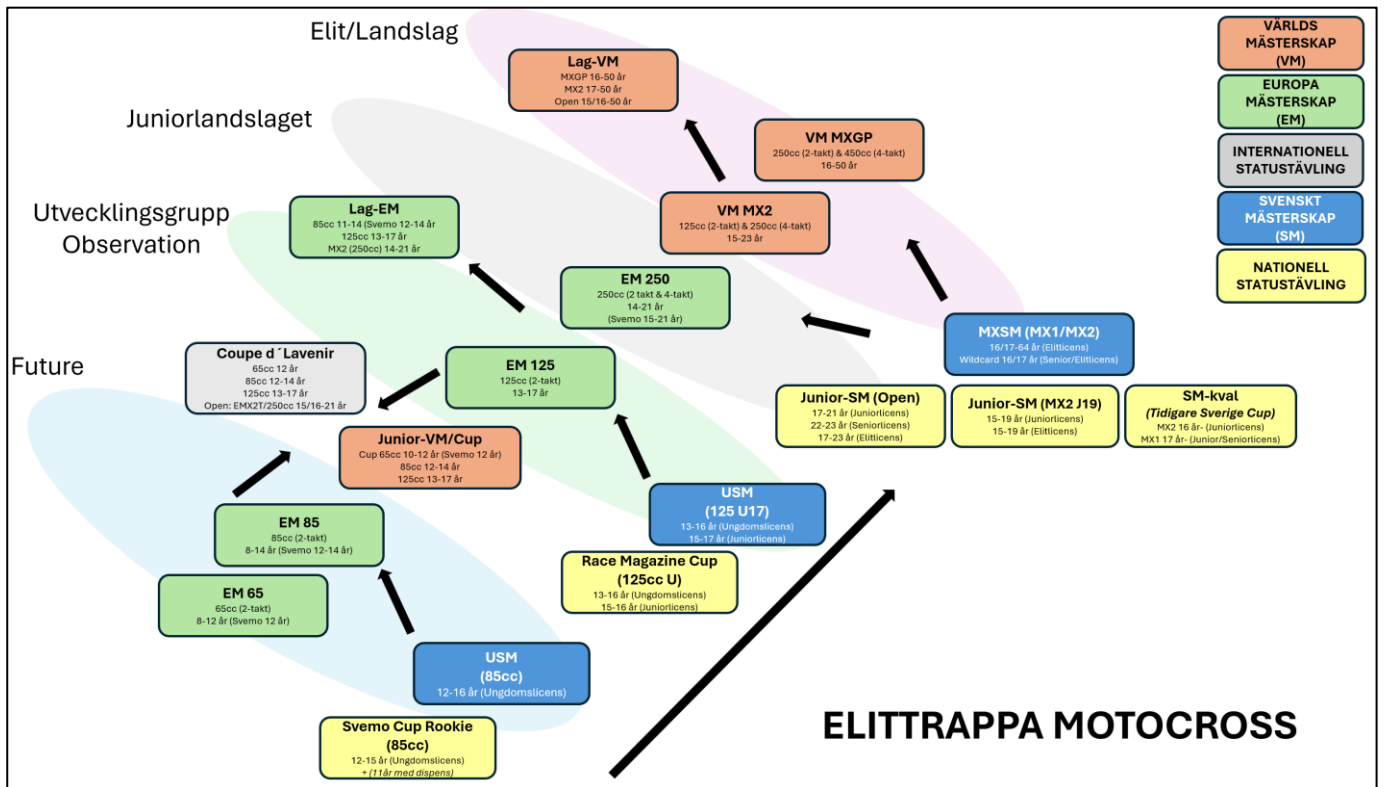 Elit/Landslag
Lag-VM
MXGP 16-50 år
MX2 17-50 år
Open 15/16-50 år
VÄRLDS
MÄSTERSKAP
(VM)
EUROPA
MÄSTERSKAP
(EM)
INTERNATIONELL
STATUSTÄVLING
SVENSKT
MÄSTERSKAP
(SM)
NATIONELL
STATUSTÄVLING
Juniorlandslaget
VM MXGP
250cc (2-takt) & 450cc (4-takt)
16-50 år
Utvecklingsgrupp
Observation
Lag-EM
85cc 11-14 (Svemo 12-14 år
125cc 13-17 år
MX2 (250cc) 14-21 år
VM MX2
125cc (2-takt) & 250cc (4-takt)
15-23 år
EM 250
250cc (2 takt & 4-takt)
14-21 år
(Svemo 15-21 år)
MXSM (MX1/MX2)
16/17-64 år (Elitlicens)
Wildcard 16/17 år (Senior/Elitlicens)
Future
Coupe d´Lavenir
65cc 12 år
85cc 12-14 år
125cc 13-17 år
Open: EMX2T/250cc 15/16-21 år
EM 125
125cc (2-takt)
13-17 år
Junior-SM (Open)
17-21 år (Juniorlicens)
22-23 år (Seniorlicens)
17-23 år (Elitlicens)
Junior-SM (MX2 J19)
15-19 år (Juniorlicens)
15-19 år (Elitlicens)
SM-kval
(Tidigare Sverige Cup)
MX2 16 år- (Juniorlicens)
MX1 17 år- (Junior/Seniorlicens)
Junior-VM/Cup
Cup 65cc 10-12 år (Svemo 12 år)
85cc 12-14 år
125cc 13-17 år
USM
(125 U17)
13-16 år (Ungdomslicens)
15-17 år (Juniorlicens)
EM 85
85cc (2-takt)
8-14 år (Svemo 12-14 år)
Race Magazine Cup
(125cc U)
13-16 år (Ungdomslicens)
15-16 år (Juniorlicens)
EM 65
65cc (2-takt)
8-12 år (Svemo 12 år)
USM
(85cc)
12-16 år (Ungdomslicens)
Svemo Cup Rookie
(85cc)
12-15 år (Ungdomslicens)
+ (11år med dispens)
ELITTRAPPA MOTOCROSS